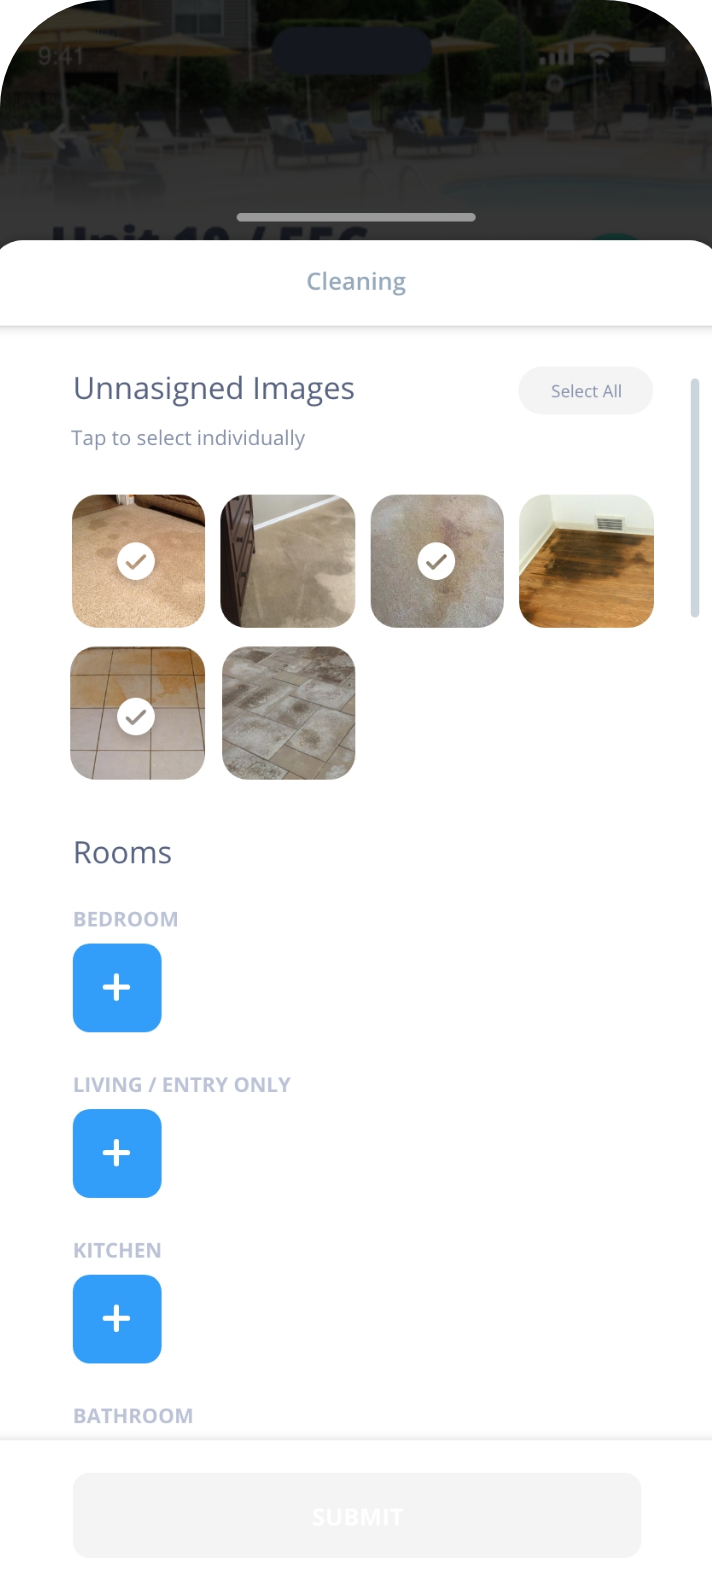 9:41
Cleaning
Unnasigned Images
Select All
Tap to select individually
Rooms
BEDROOM
LIVING / ENTRY ONLY
KITCHEN
BATHROOM
SUBMIT